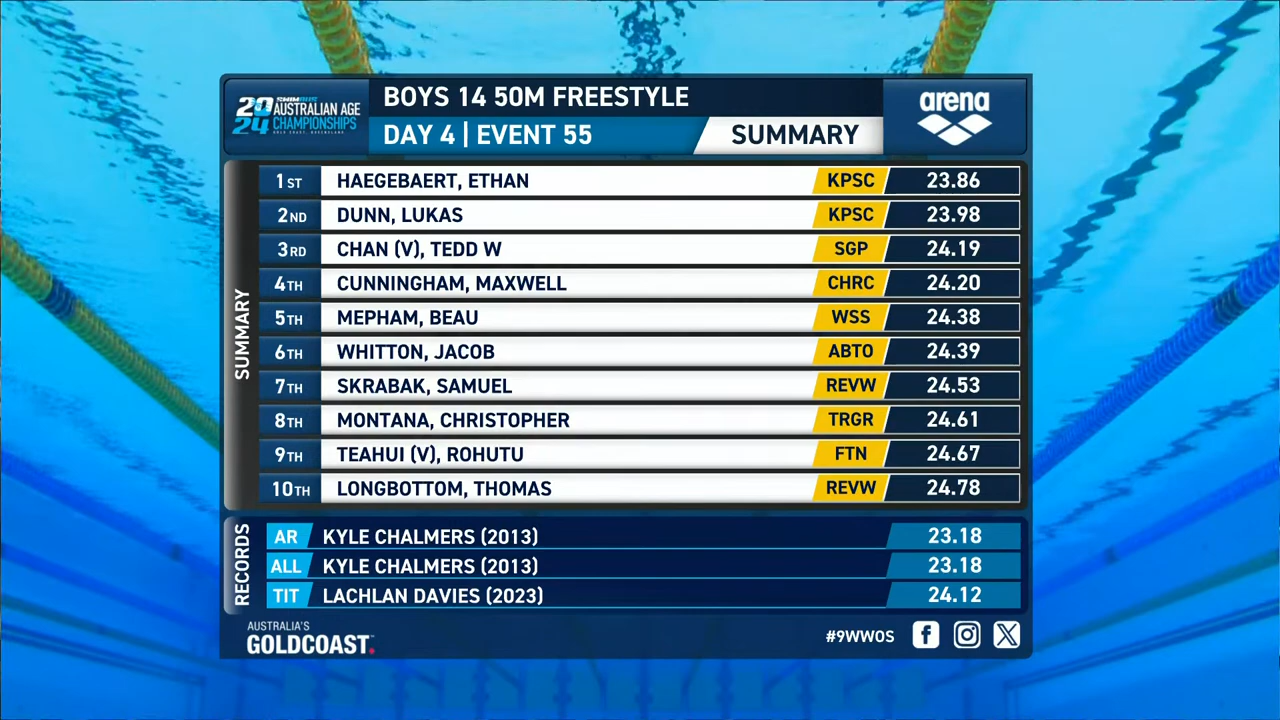 2024 SWIMAUS AUSTRALIAN AGE CHAMPIONSHIPS
GOLD COAST, QUEENSLAND
BOYS 14 50M FREESTYLE
DAY 4 | EVENT 55
SUMMARY
arena
SUMMARY
1ST HAEGEBAERT, ETHAN KPSC 23.86
2ND DUNN, LUKAS KPSC 23.98
3RD CHAN (V), TEDD W SGP 24.19
4TH CUNNINGHAM, MAXWELL CHRC 24.20
5TH MEPHAM, BEAU WSS 24.38
6TH WHITTON, JACOB ABTO 24.39
7TH SKRABAK, SAMUEL REVW 24.53
8TH MONTANA, CHRISTOPHER TRGR 24.61
9TH TEAHUI (V), ROHUTU FTN 24.67
10TH LONGBOTTOM, THOMAS REVW 24.78
RECORDS
AR KYLE CHALMERS (2013) 23.18
ALL KYLE CHALMERS (2013) 23.18
TIT LACHLAN DAVIES (2023) 24.12
AUSTRALIA'S
GOLDCOAST.
#9WWOS